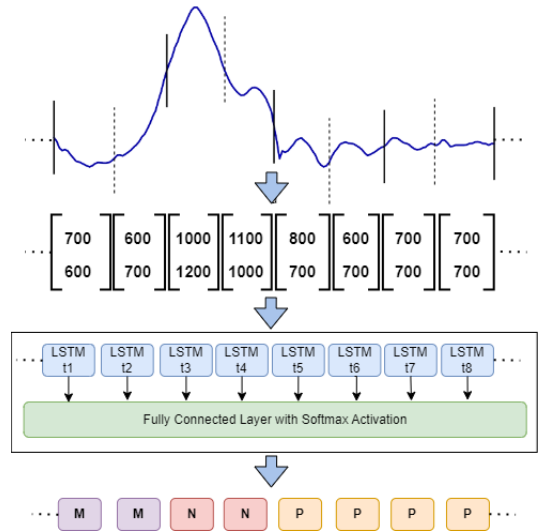 700 600 1000 1100 800 600 700 700
600 700 1200 1000 700 700 700 700
LSTM LSTM LSTM LSTM LSTM LSTM LSTM LSTM
t1 t2 t3 t4 t5 t6 t7 t8
Fully Connected Layer with Softmax Activation
M M N N P P P P